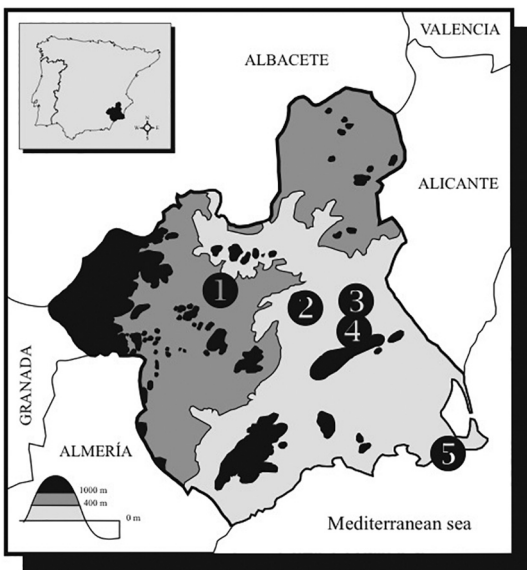 VALENCIA
ALBACETE
N
W E
S
ALICANTE
1
2
3
4
5
GRANADA
ALMERÍA
1000 m
400 m
0 m
Mediterranean sea